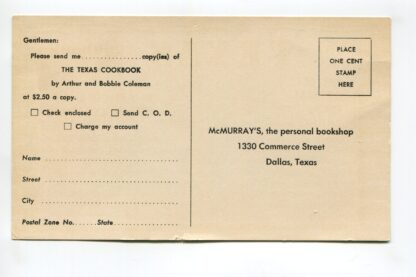 Gentlemen:
Please send me .................... copy(ies) of
THE TEXAS COOKBOOK
by Arthur and Bobbie Coleman
at $2.50 a copy.
☐ Check enclosed ☐ Send C. O. D.
☐ Charge my account
Name ........................................
Street ........................................
City ........................................
Postal Zone No. ...... State ....................
PLACE
ONE CENT
STAMP
HERE
McMURRAY'S, the personal bookshop
1330 Commerce Street
Dallas, Texas